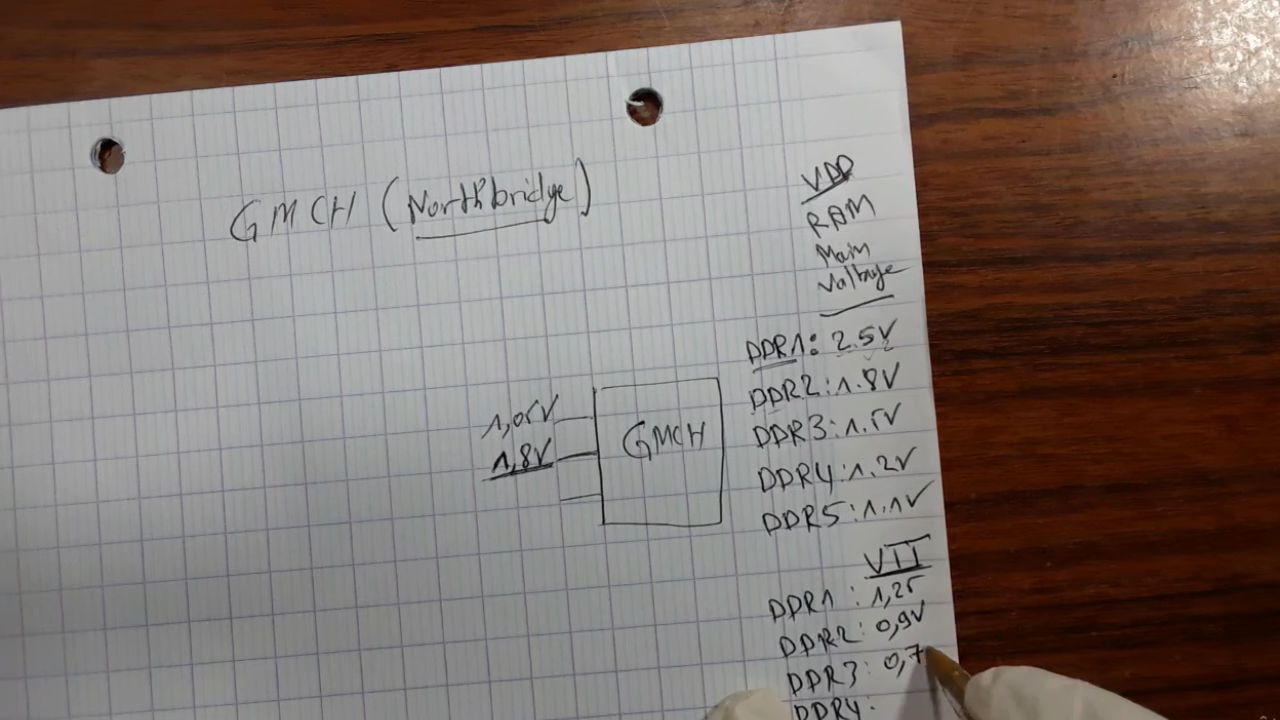 GMCH (Northbridge)
VDD
RAM
Main
Valtage
DDR1: 2.5V
DDR2: 1.8V
DDR3: 1.5V
DDR4: 1.2V
DDR5: 1.1V
1,05V
1,8V
GMCH
VTT
DDR1 : 1,25
DDR2: 0,9V
DDR3: 0,7
DDR4: